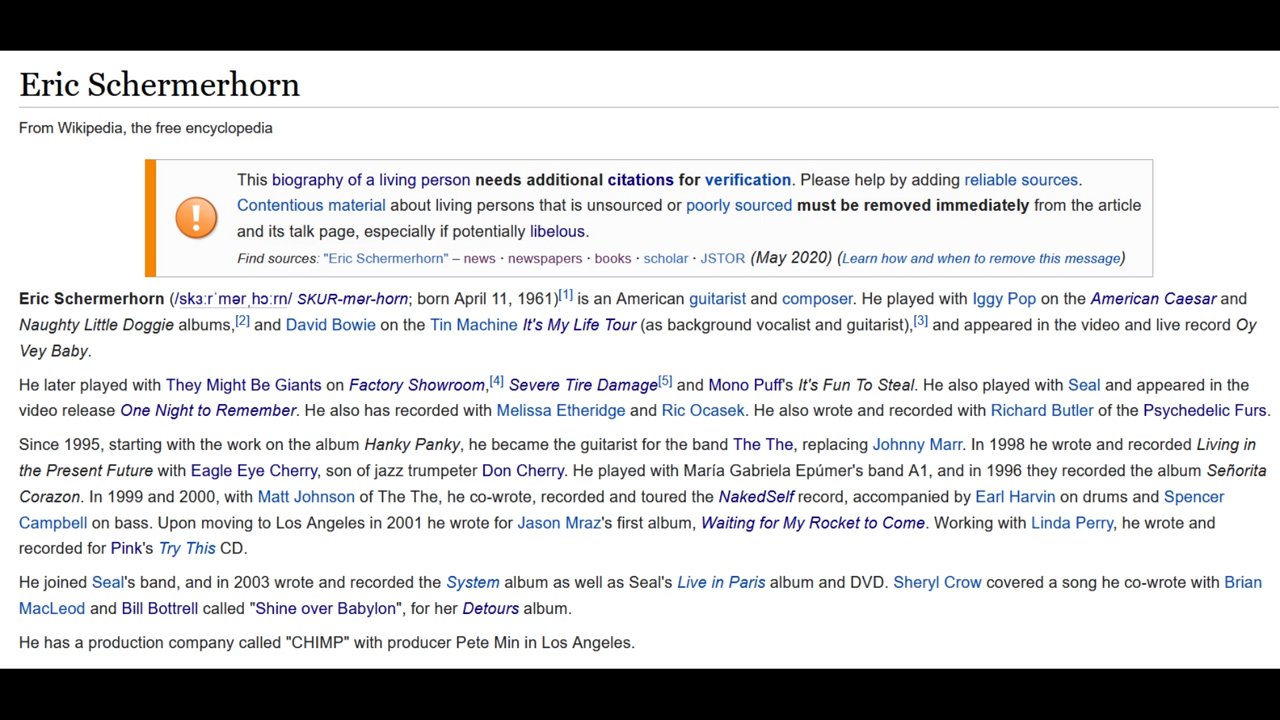 Eric Schermerhorn
From Wikipedia, the free encyclopedia
This biography of a living person needs additional citations for verification. Please help by adding reliable sources.
Contentious material about living persons that is unsourced or poorly sourced must be removed immediately from the article
and its talk page, especially if potentially libelous.
Find sources: "Eric Schermerhorn" – news · newspapers · books · scholar · JSTOR (May 2020) (Learn how and when to remove this message)
Eric Schermerhorn (/skɜːrˈmərˌhɔːrn/ SKUR-mər-horn; born April 11, 1961)[1] is an American guitarist and composer. He played with Iggy Pop on the American Caesar and
Naughty Little Doggie albums,[2] and David Bowie on the Tin Machine It's My Life Tour (as background vocalist and guitarist),[3] and appeared in the video and live record Oy
Vey Baby.
He later played with They Might Be Giants on Factory Showroom,[4] Severe Tire Damage[5] and Mono Puff's It's Fun To Steal. He also played with Seal and appeared in the
video release One Night to Remember. He also has recorded with Melissa Etheridge and Ric Ocasek. He also wrote and recorded with Richard Butler of the Psychedelic Furs.
Since 1995, starting with the work on the album Hanky Panky, he became the guitarist for the band The The, replacing Johnny Marr. In 1998 he wrote and recorded Living in
the Present Future with Eagle Eye Cherry, son of jazz trumpeter Don Cherry. He played with María Gabriela Epúmer's band A1, and in 1996 they recorded the album Señorita
Corazon. In 1999 and 2000, with Matt Johnson of The The, he co-wrote, recorded and toured the NakedSelf record, accompanied by Earl Harvin on drums and Spencer
Campbell on bass. Upon moving to Los Angeles in 2001 he wrote for Jason Mraz's first album, Waiting for My Rocket to Come. Working with Linda Perry, he wrote and
recorded for Pink's Try This CD.
He joined Seal's band, and in 2003 wrote and recorded the System album as well as Seal's Live in Paris album and DVD. Sheryl Crow covered a song he co-wrote with Brian
MacLeod and Bill Bottrell called "Shine over Babylon", for her Detours album.
He has a production company called "CHIMP" with producer Pete Min in Los Angeles.